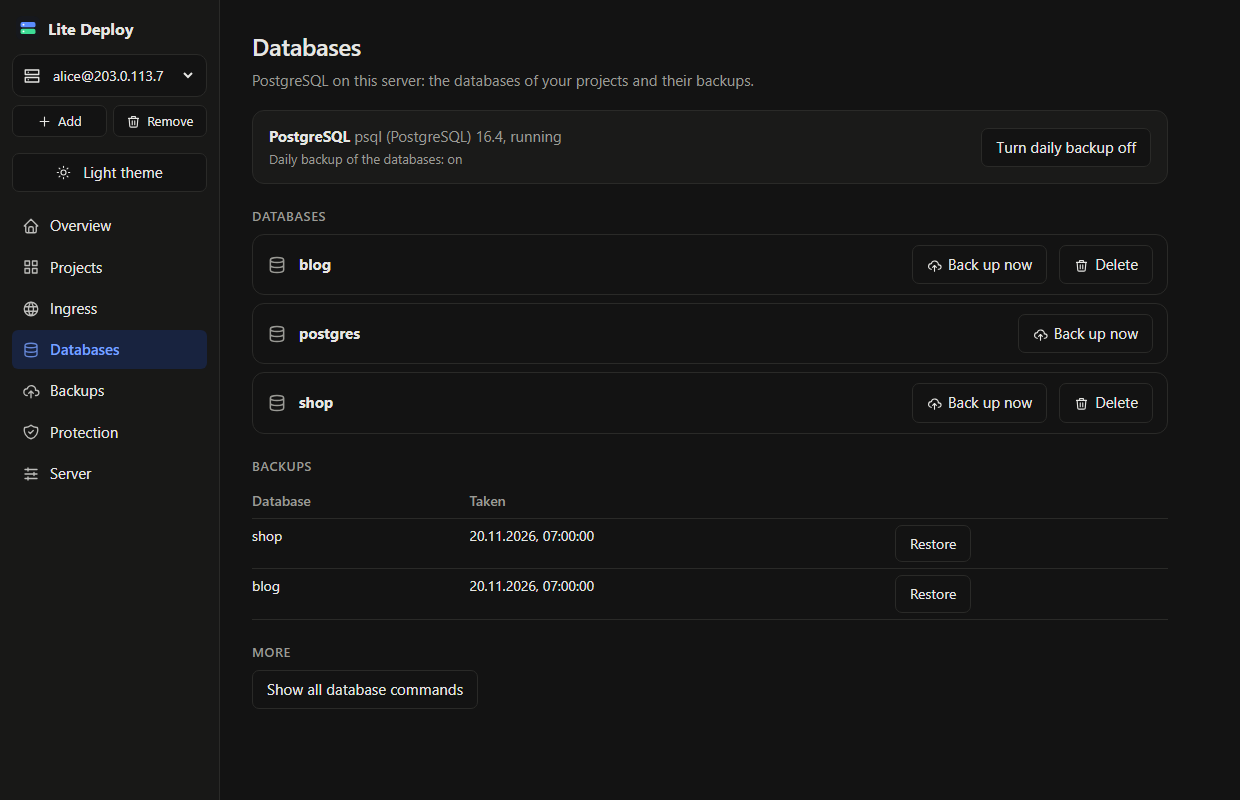 Lite Deploy
alice@203.0.113.7
Add
Remove
Light theme
Overview
Projects
Ingress
Databases
Backups
Protection
Server
Databases
PostgreSQL on this server: the databases of your projects and their backups.
PostgreSQL psql (PostgreSQL) 16.4, running
Daily backup of the databases: on
Turn daily backup off
DATABASES
blog
Back up now
Delete
postgres
Back up now
shop
Back up now
Delete
BACKUPS
Database Taken
shop 20.11.2026, 07:00:00 Restore
blog 20.11.2026, 07:00:00 Restore
MORE
Show all database commands